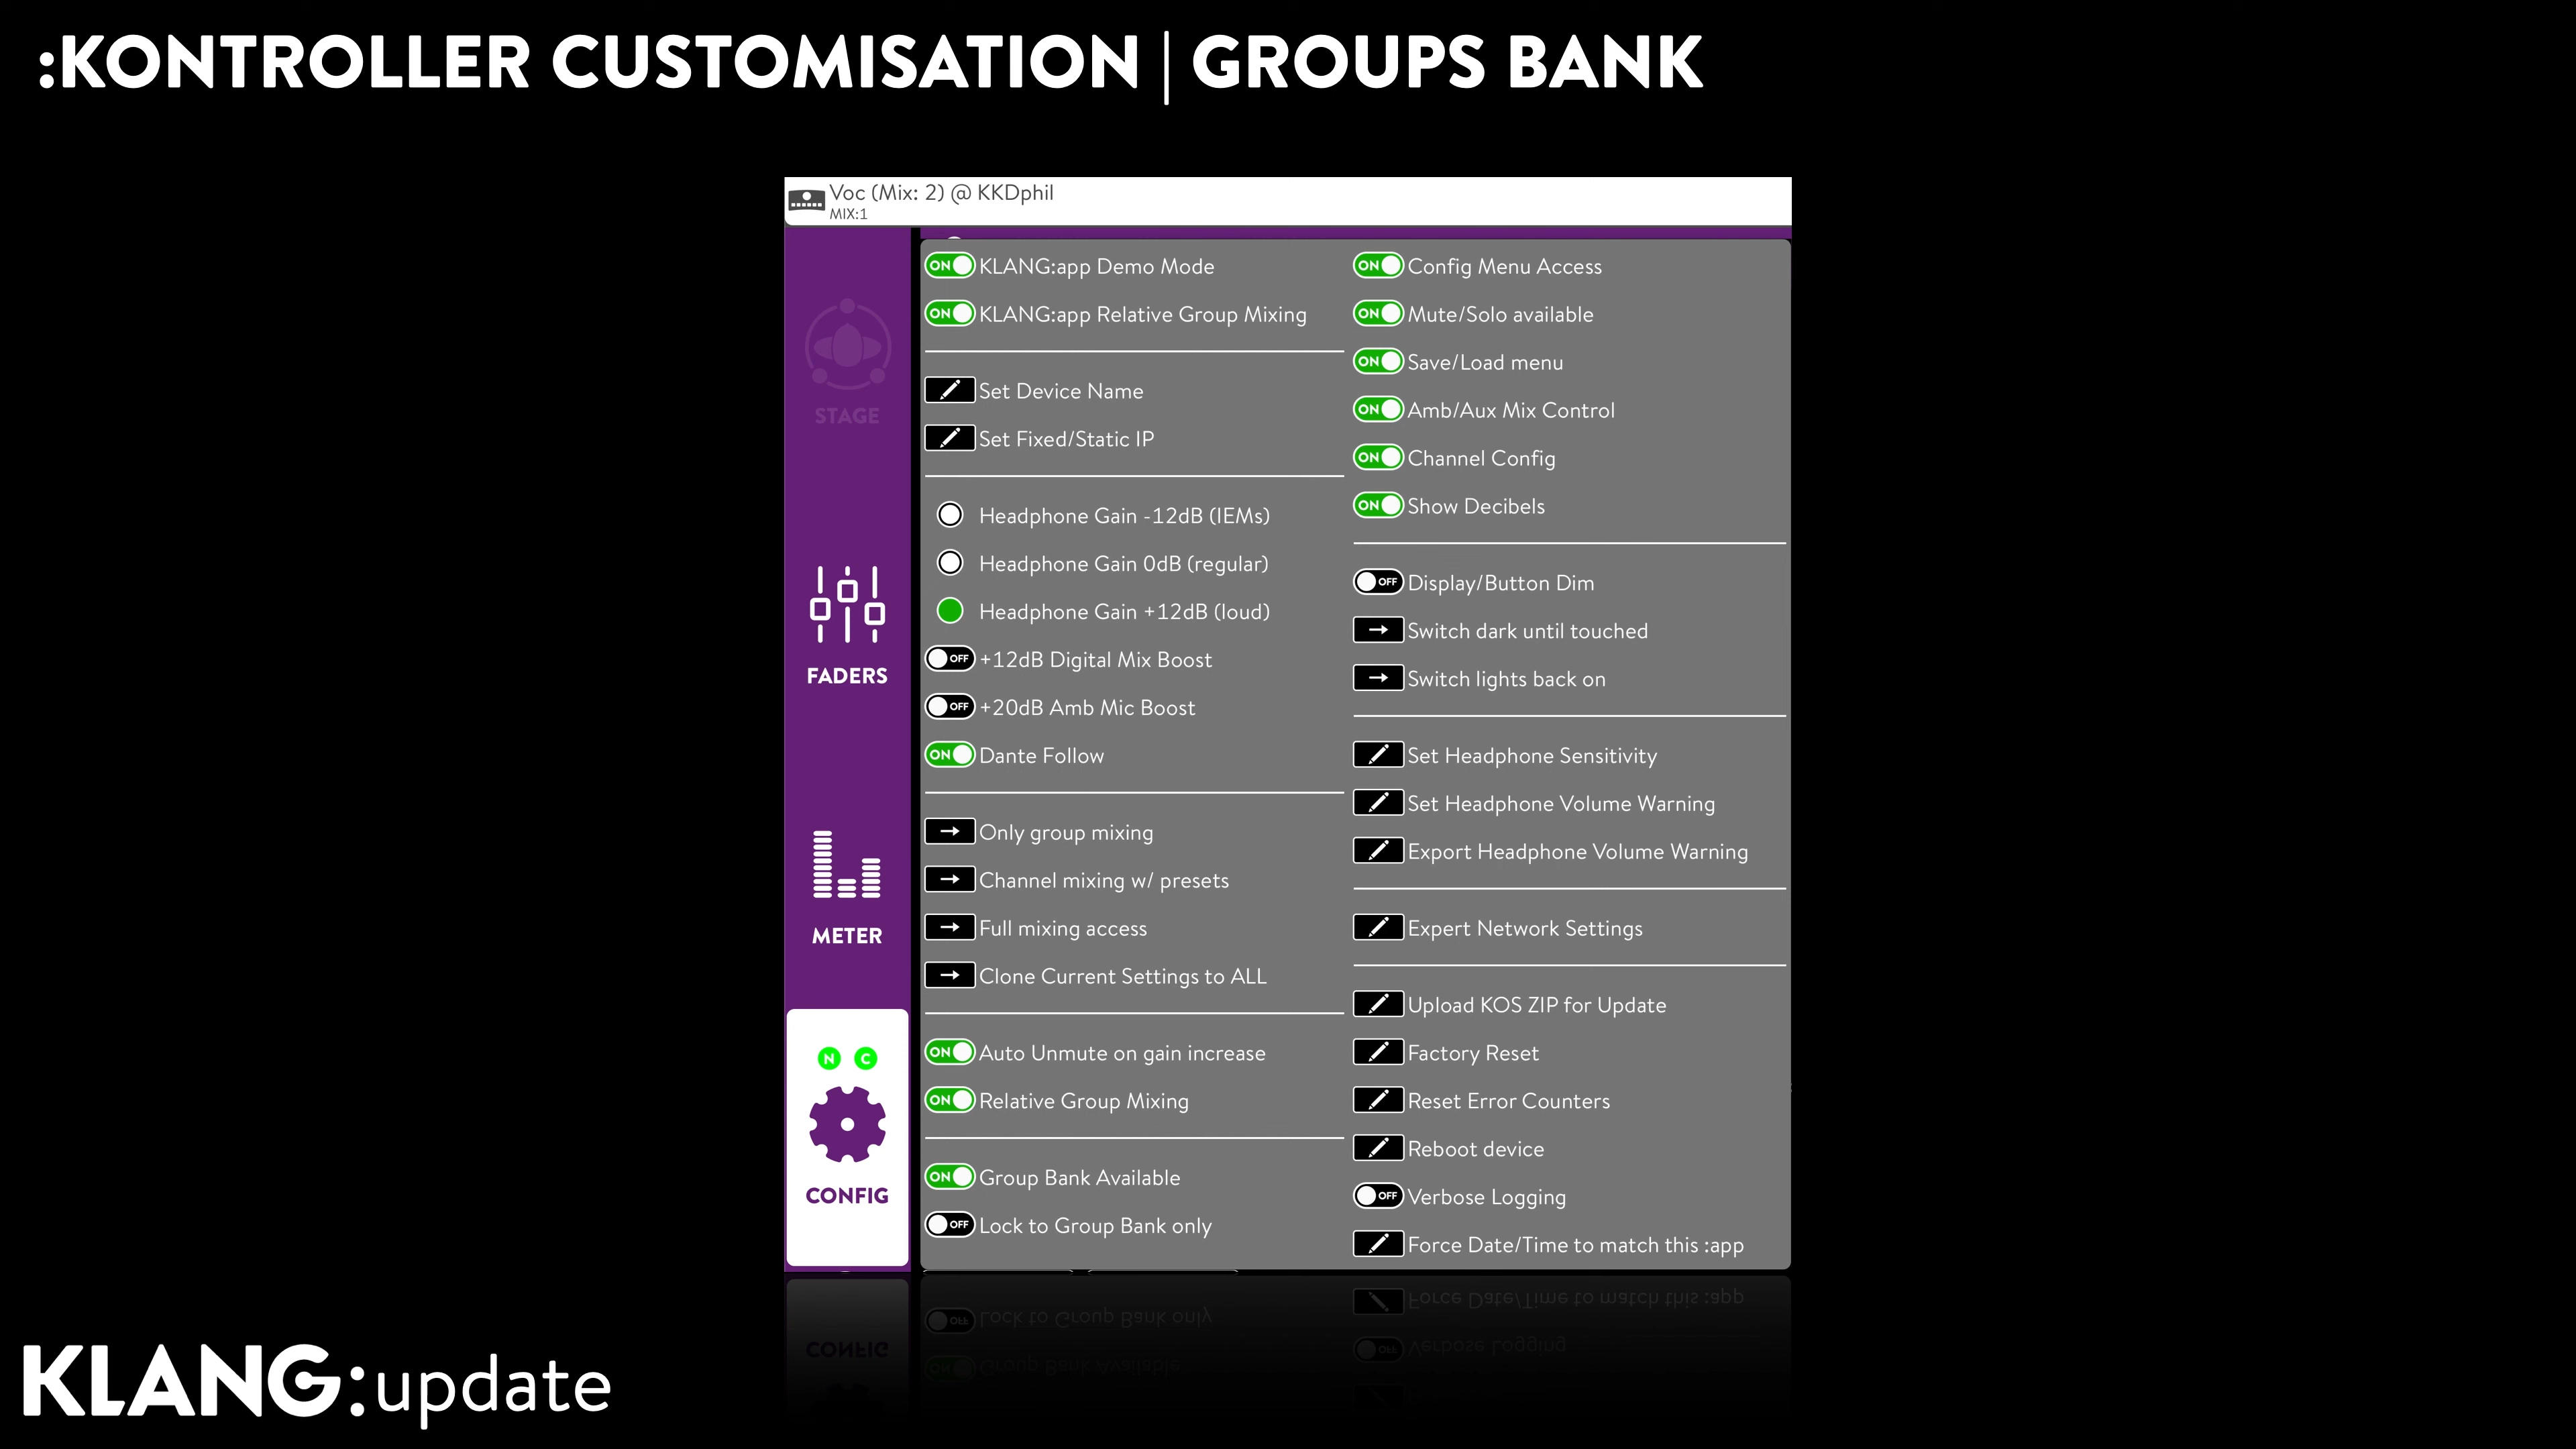 :KONTROLLER CUSTOMISATION | GROUPS BANK
Voc (Mix: 2) @ KKDphil
MIX:1
STAGE
FADERS
METER
N C
CONFIG
ON KLANG:app Demo Mode
ON KLANG:app Relative Group Mixing
Set Device Name
Set Fixed/Static IP
Headphone Gain -12dB (IEMs)
Headphone Gain 0dB (regular)
Headphone Gain +12dB (loud)
OFF +12dB Digital Mix Boost
OFF +20dB Amb Mic Boost
ON Dante Follow
Only group mixing
Channel mixing w/ presets
Full mixing access
Clone Current Settings to ALL
ON Auto Unmute on gain increase
ON Relative Group Mixing
ON Group Bank Available
OFF Lock to Group Bank only
ON Config Menu Access
ON Mute/Solo available
ON Save/Load menu
ON Amb/Aux Mix Control
ON Channel Config
ON Show Decibels
OFF Display/Button Dim
Switch dark until touched
Switch lights back on
Set Headphone Sensitivity
Set Headphone Volume Warning
Export Headphone Volume Warning
Expert Network Settings
Upload KOS ZIP for Update
Factory Reset
Reset Error Counters
Reboot device
OFF Verbose Logging
Force Date/Time to match this :app
KLANG:update